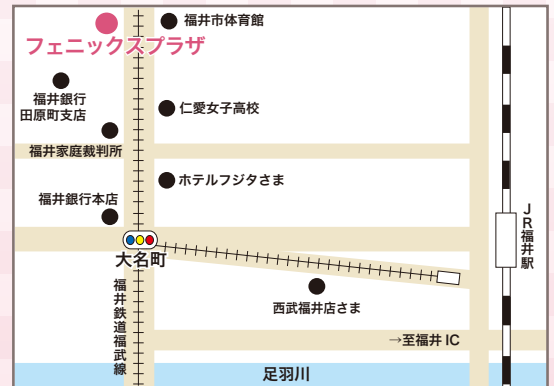 福井市体育館
フェニックスプラザ
福井銀行
田原町支店
仁愛女子高校
福井家庭裁判所
ホテルフジタさま
福井銀行本店
JR福井駅
大名町
西武福井店さま
福井鉄道福武線
→至福井 IC
足羽川